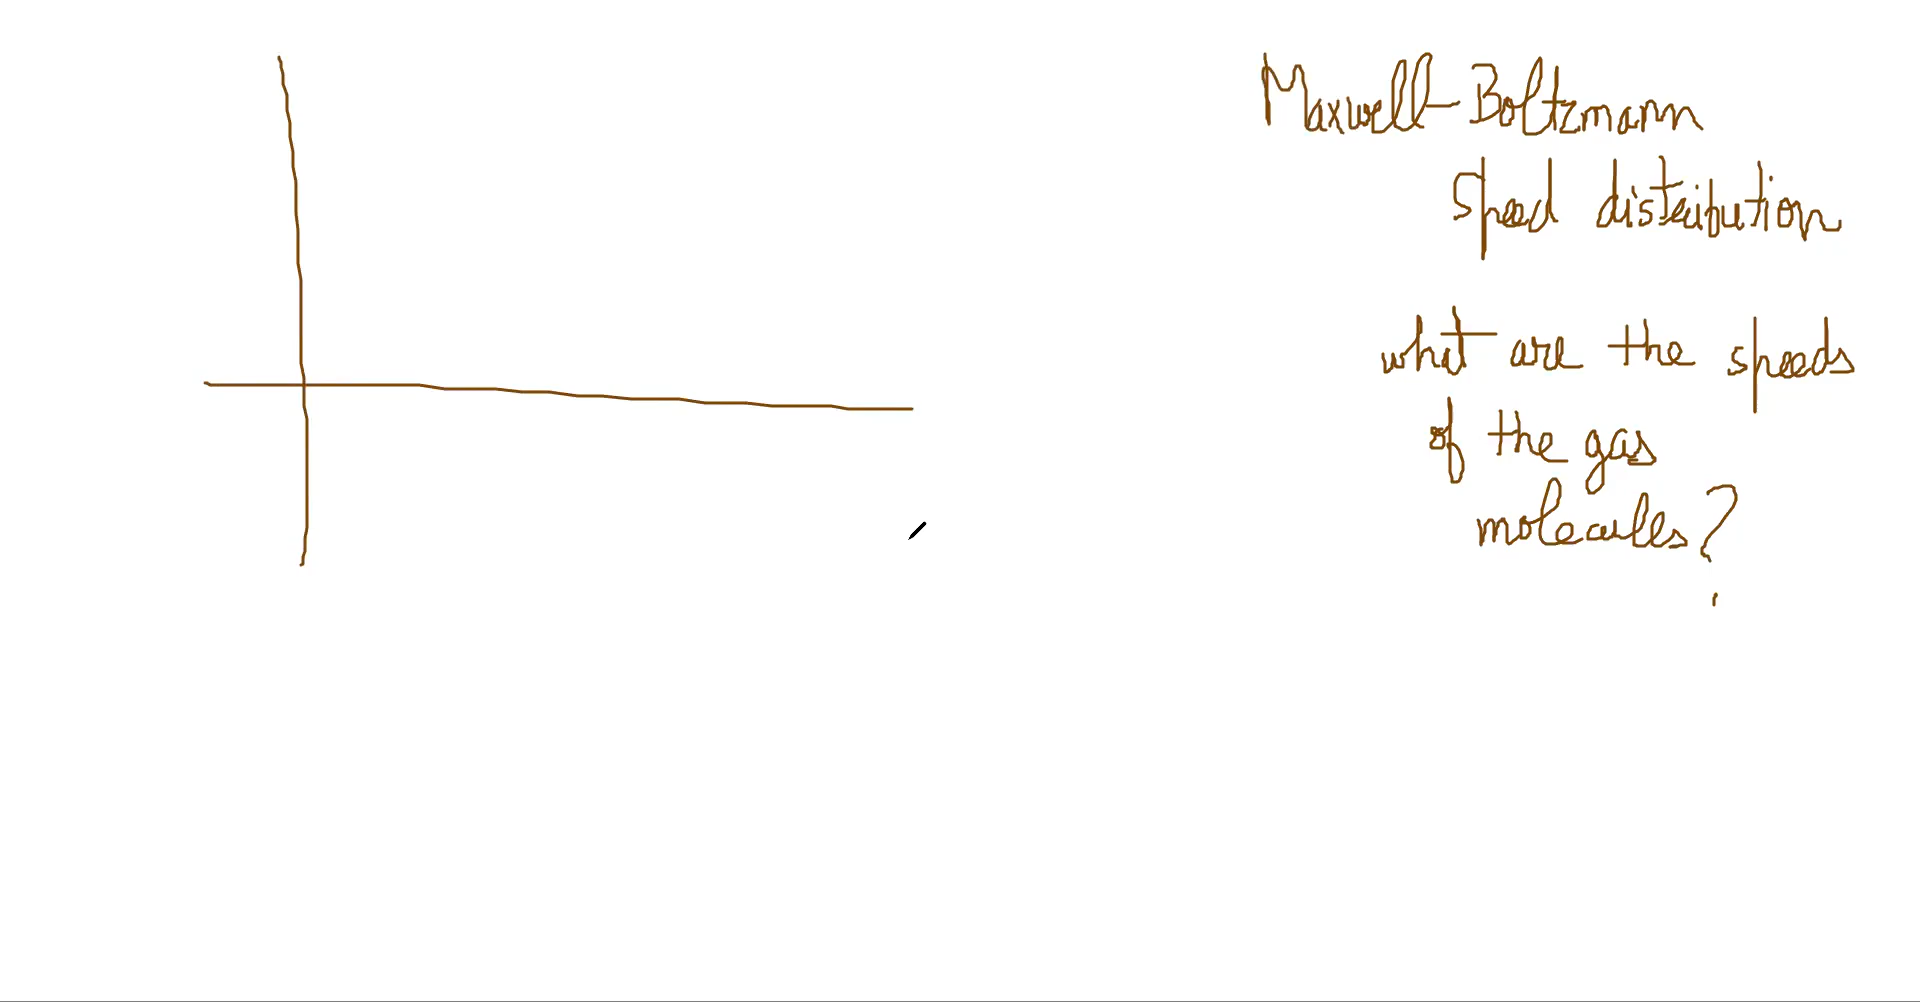 Maxwell-Boltzmann
Speed distribution
what are the speeds
of the gas
molecules?